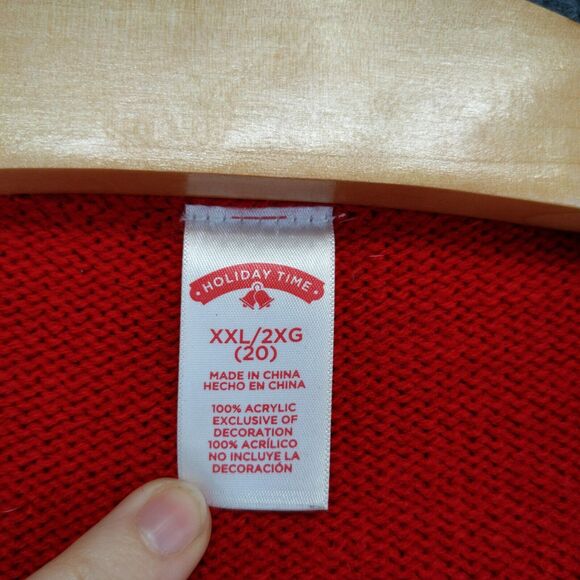 • HOLIDAY TIME •
XXL/2XG
(20)
MADE IN CHINA
HECHO EN CHINA
100% ACRYLIC
EXCLUSIVE OF
DECORATION
100% ACRÍLICO
NO INCLUYE LA
DECORACIÓN